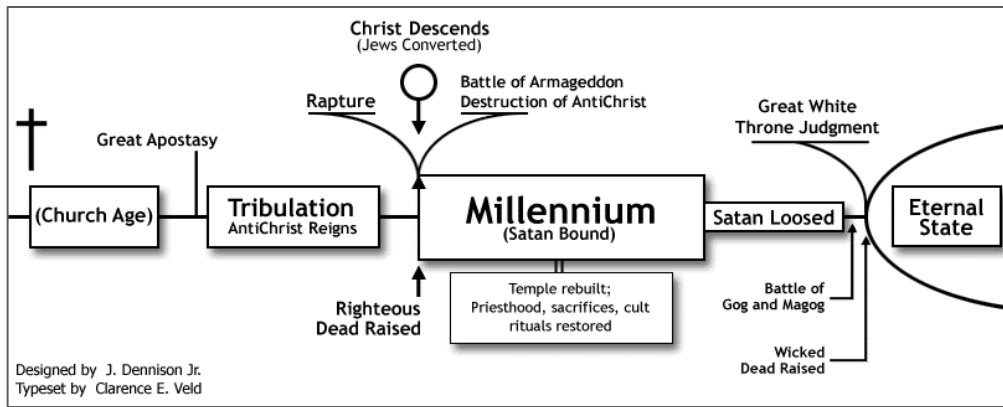 Christ Descends
(Jews Converted)
Rapture
Battle of Armageddon
Destruction of AntiChrist
Great White
Throne Judgment
Great Apostasy
(Church Age)
Tribulation
AntiChrist Reigns
Millennium
(Satan Bound)
Satan Loosed
Eternal
State
Righteous
Dead Raised
Temple rebuilt;
Priesthood, sacrifices, cult
rituals restored
Battle of
Gog and Magog
Wicked
Dead Raised
Designed by J. Dennison Jr.
Typeset by Clarence E. Veld